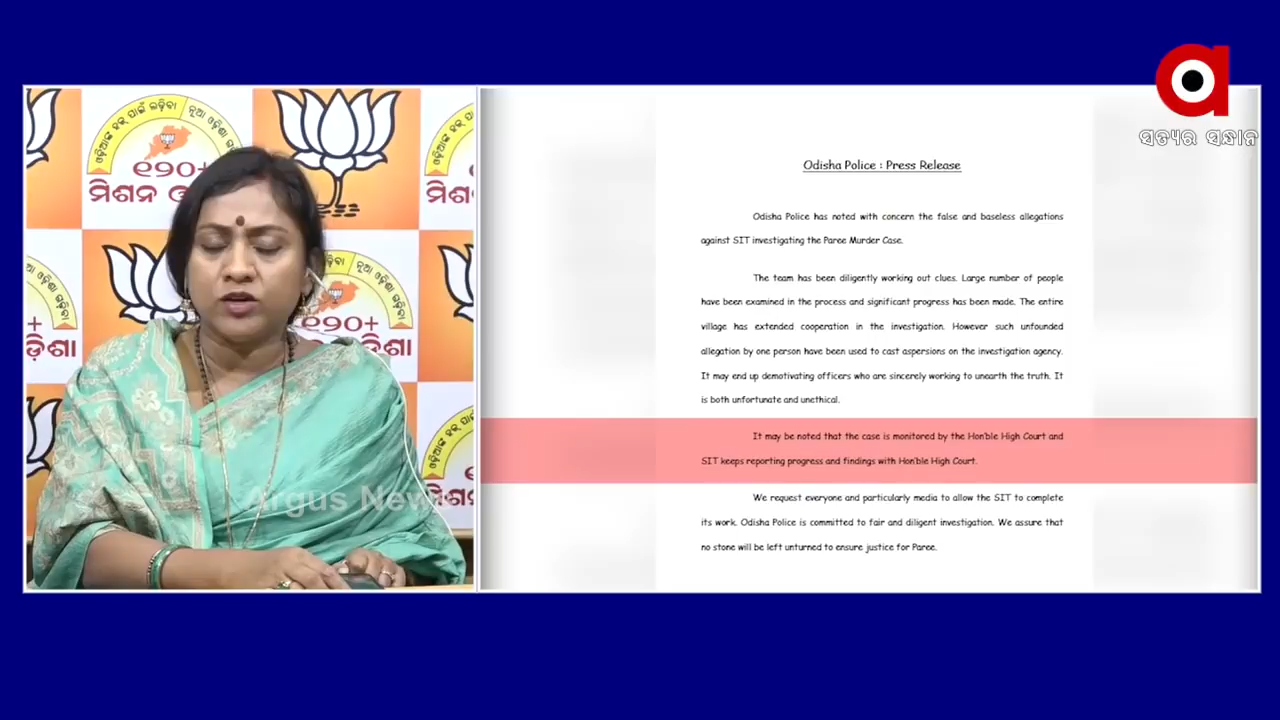 ସତ୍ୟର ସନ୍ଧାନ
ଓଡ଼ିଆଙ୍କ ହକ୍ ପାଇଁ ଲଢ଼ିବା
ନୂଆ ଓଡ଼ିଶା
୧୨୦+
ମିଶନ
ନୂଆ ଓଡ଼ିଶା ଗଢ଼ିବା
୧୨୦+
ଡ଼ିଶା
Argus News
Odisha Police : Press Release
Odisha Police has noted with concern the false and baseless allegations
against SIT investigating the Paree Murder Case.
The team has been diligently working out clues. Large number of people
have been examined in the process and significant progress has been made. The entire
village has extended cooperation in the investigation. However such unfounded
allegation by one person have been used to cast aspersions on the investigation agency.
It may end up demotivating officers who are sincerely working to unearth the truth. It
is both unfortunate and unethical.
It may be noted that the case is monitored by the Hon'ble High Court and
SIT keeps reporting progress and findings with Hon'ble High Court.
We request everyone and particularly media to allow the SIT to complete
its work. Odisha Police is committed to fair and diligent investigation. We assure that
no stone will be left unturned to ensure justice for Paree.